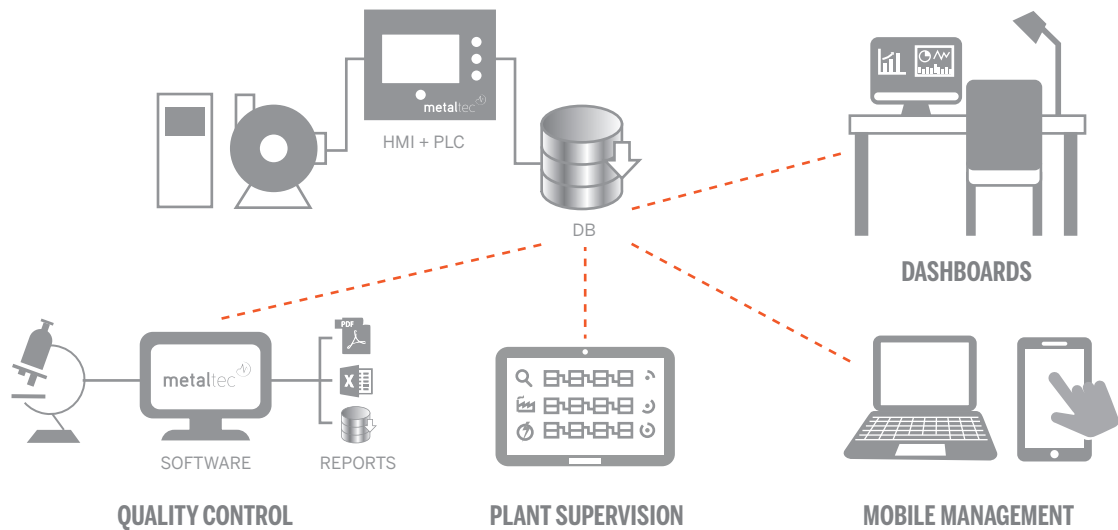 metaltec
HMI + PLC
DB
DASHBOARDS
PDF
metaltec
X
SOFTWARE
REPORTS
QUALITY CONTROL
PLANT SUPERVISION
MOBILE MANAGEMENT